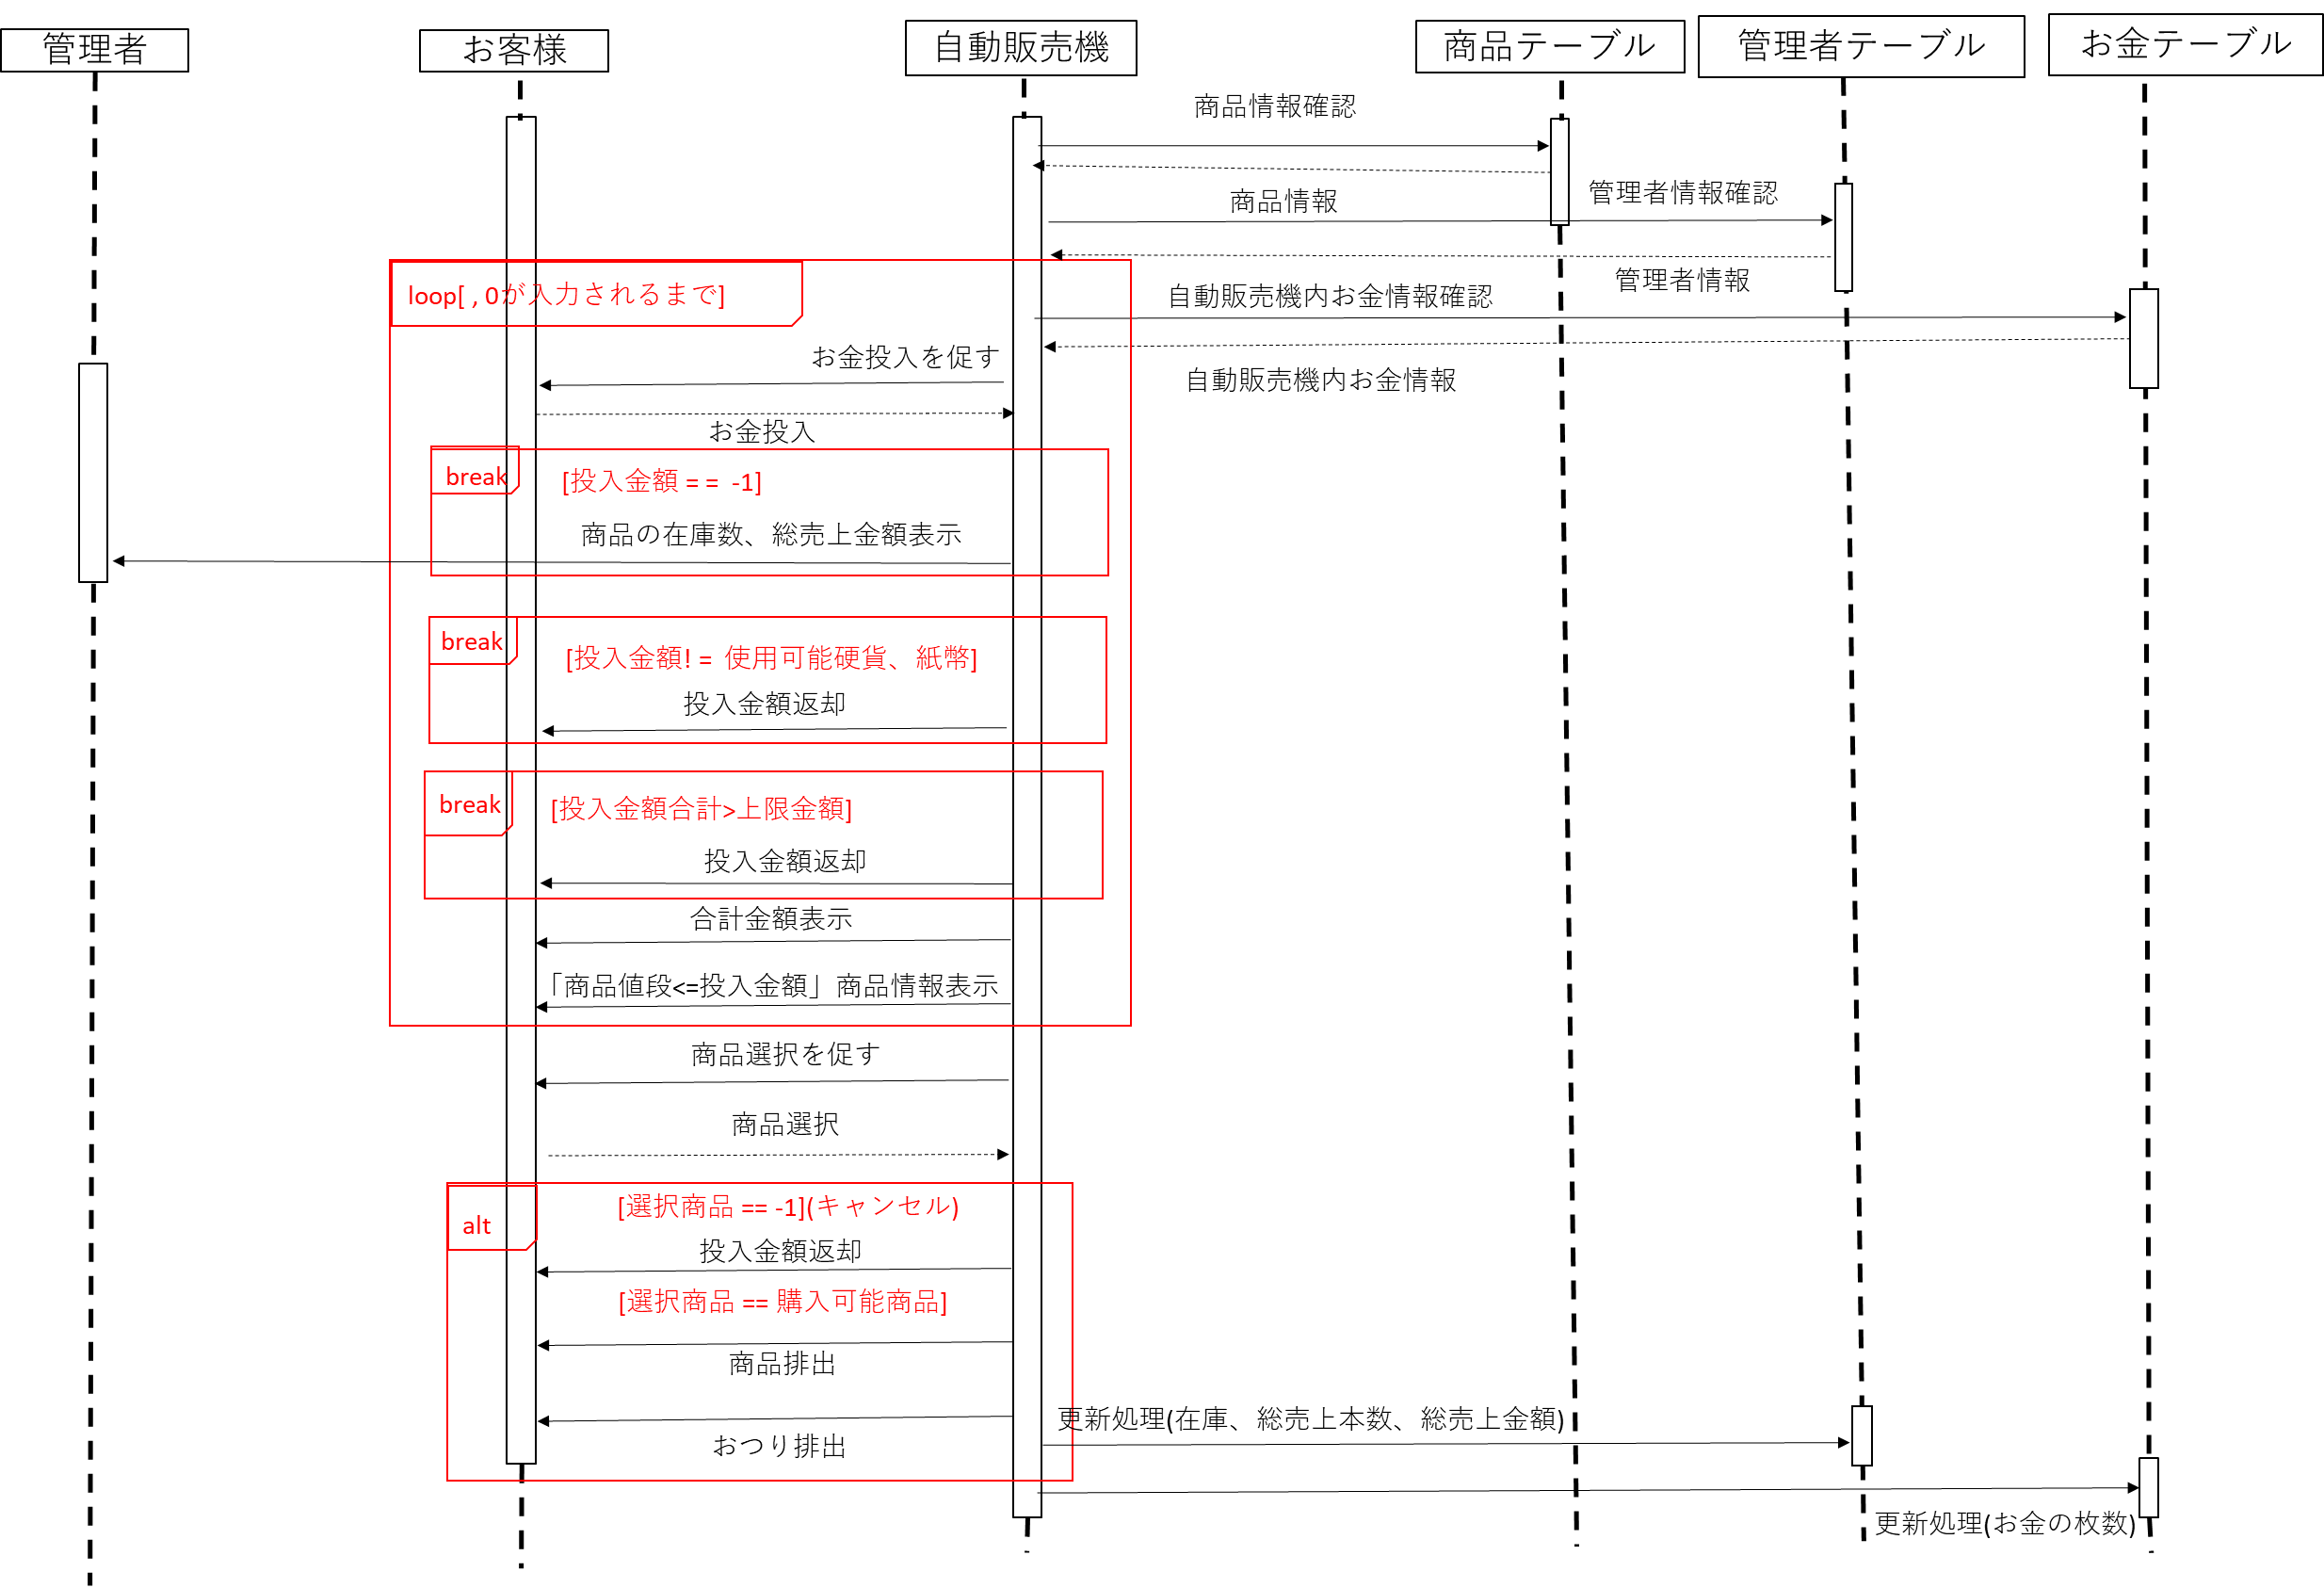 管理者
お客様
自動販売機
商品テーブル
管理者テーブル
お金テーブル
商品情報確認
商品情報
管理者情報確認
管理者情報
loop[ , 0が入力されるまで]
自動販売機内お金情報確認
お金投入を促す
自動販売機内お金情報
お金投入
break
[投入金額 = = -1]
商品の在庫数、総売上金額表示
break
[投入金額! = 使用可能硬貨、紙幣]
投入金額返却
break
[投入金額合計>上限金額]
投入金額返却
合計金額表示
「商品値段<=投入金額」商品情報表示
商品選択を促す
商品選択
alt
[選択商品 == -1](キャンセル)
投入金額返却
[選択商品 == 購入可能商品]
商品排出
おつり排出
更新処理(在庫、総売上本数、総売上金額)
更新処理(お金の枚数)